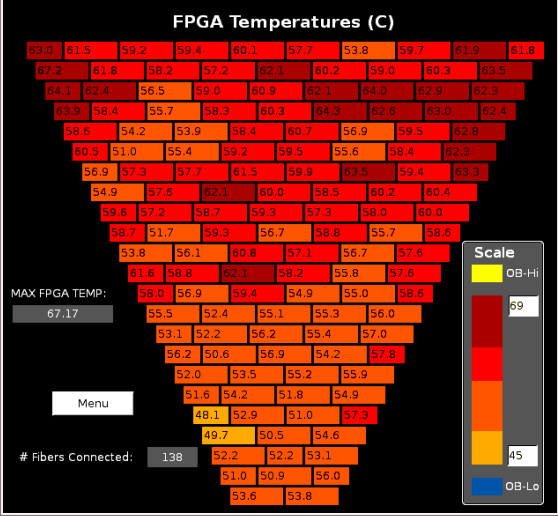 FPGA Temperatures (C)
63.0 61.5 59.2 59.4 60.1 57.7 53.8 59.7 61.9 61.8
67.2 61.8 58.2 57.2 62.1 60.2 59.0 60.3 63.5
64.1 62.4 56.5 59.0 60.9 62.1 64.0 62.9 62.3
63.9 58.4 55.7 58.3 60.3 64.3 62.6 63.0 62.4
58.6 54.2 53.9 58.4 60.7 56.9 59.5 62.8
60.5 51.0 55.4 59.2 59.5 55.6 58.4 62.3
56.9 57.3 57.7 61.5 59.9 63.5 59.4 63.3
54.9 57.6 62.1 60.0 58.5 60.2 60.4
59.6 57.2 58.7 59.3 57.3 58.0 60.0
58.7 51.7 59.3 56.7 58.8 55.7 58.6
53.8 56.1 60.8 57.1 56.7 57.6
Scale
61.6 58.8 62.1 58.2 55.8 57.6
OB-Hi
MAX FPGA TEMP:
58.0 56.9 59.4 54.9 55.0 58.6
69
67.17
55.5 52.4 55.1 55.3 56.0
53.1 52.2 56.2 55.4 57.0
56.2 50.6 56.9 54.2 57.8
52.0 53.5 55.2 55.9
51.6 54.2 51.8 54.9
Menu
48.1 52.9 51.0 57.3
49.7 50.5 54.6
# Fibers Connected: 138
52.2 52.2 53.1
45
51.0 50.9 56.0
OB-Lo
53.6 53.8